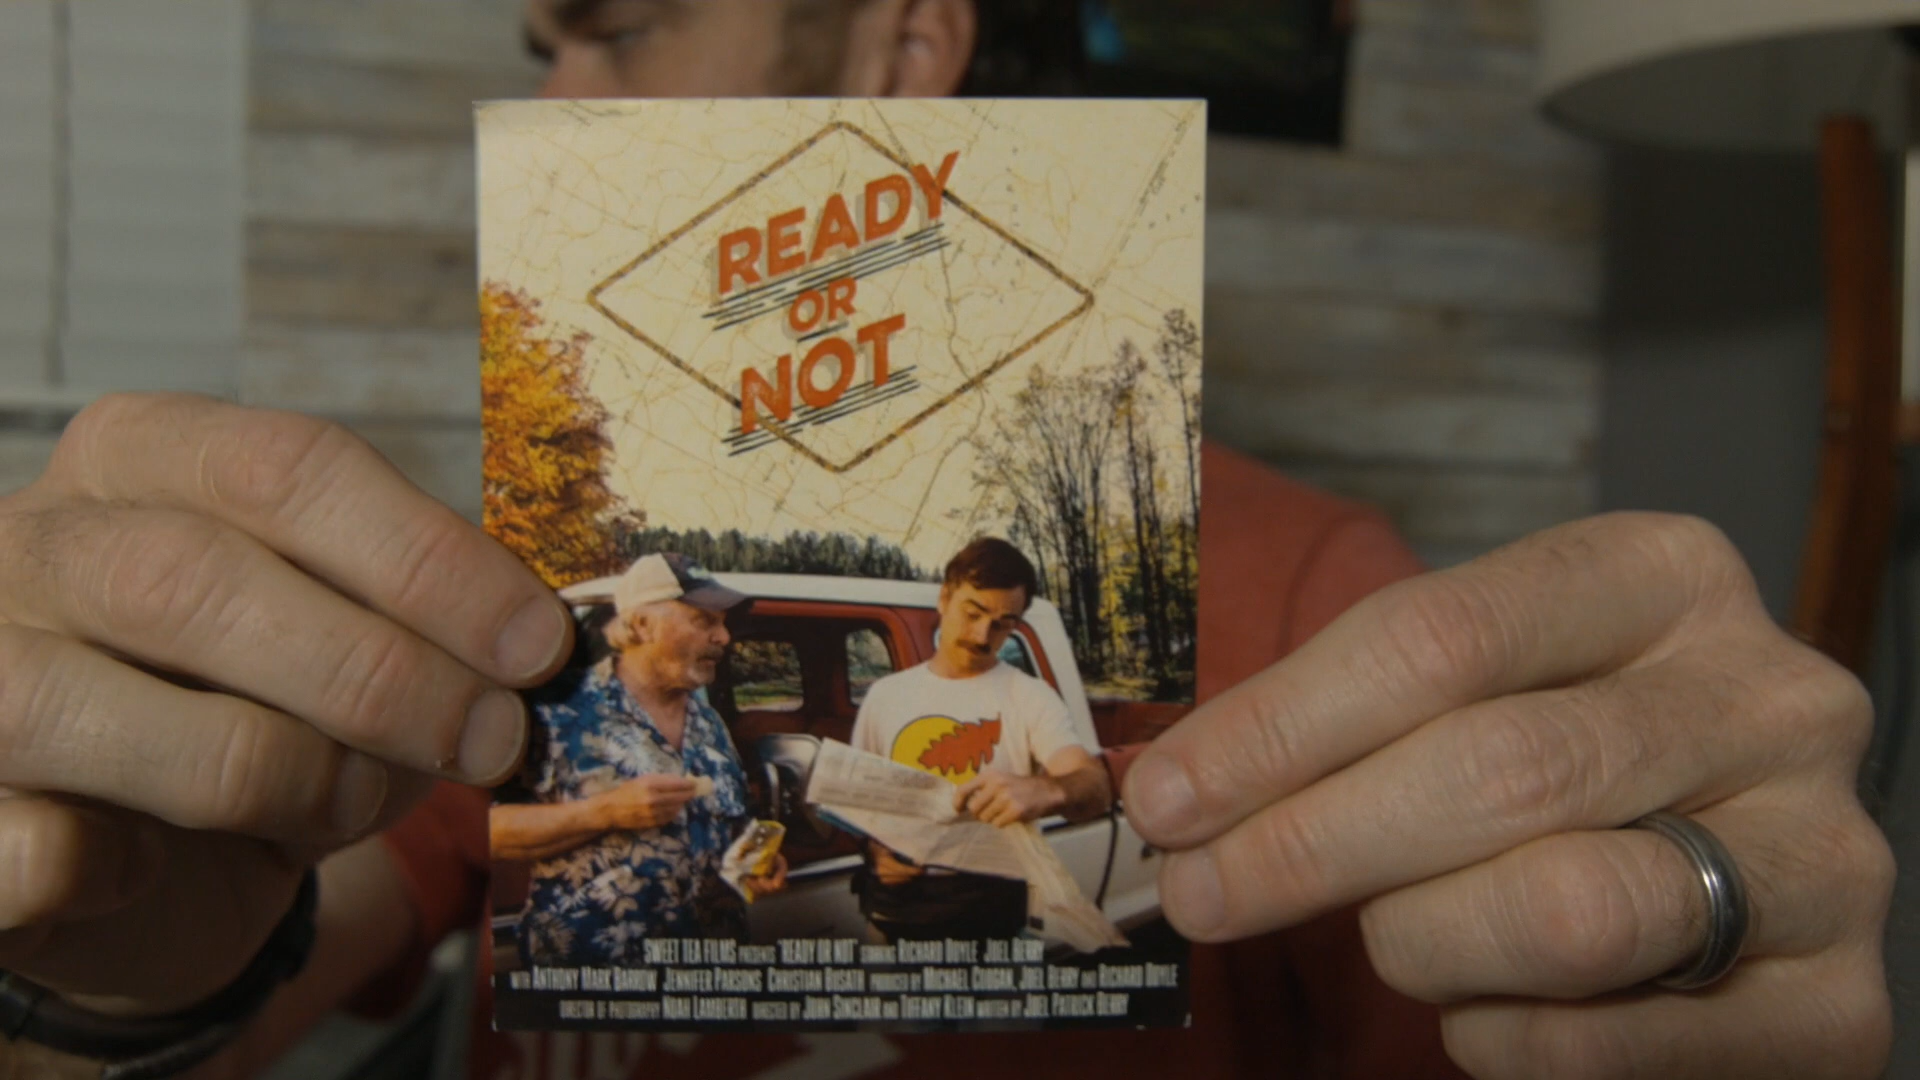 READY
OR
NOT
SWEET TEA FILMS PRESENTS "READY OR NOT" STARRING RICHARD DOYLE JOEL BERRY
WITH ANTHONY MARK BARROW JENNIFER PARSONS CHRISTIAN BUSATH PRODUCED BY MICHAEL COOGAN, JOEL BERRY AND RICHARD DOYLE
DIRECTOR OF PHOTOGRAPHY NOAH LAMBERTH DIRECTED BY JOHN SINCLAIR AND TIFFANY KLEIN WRITTEN BY JOEL PATRICK BERRY